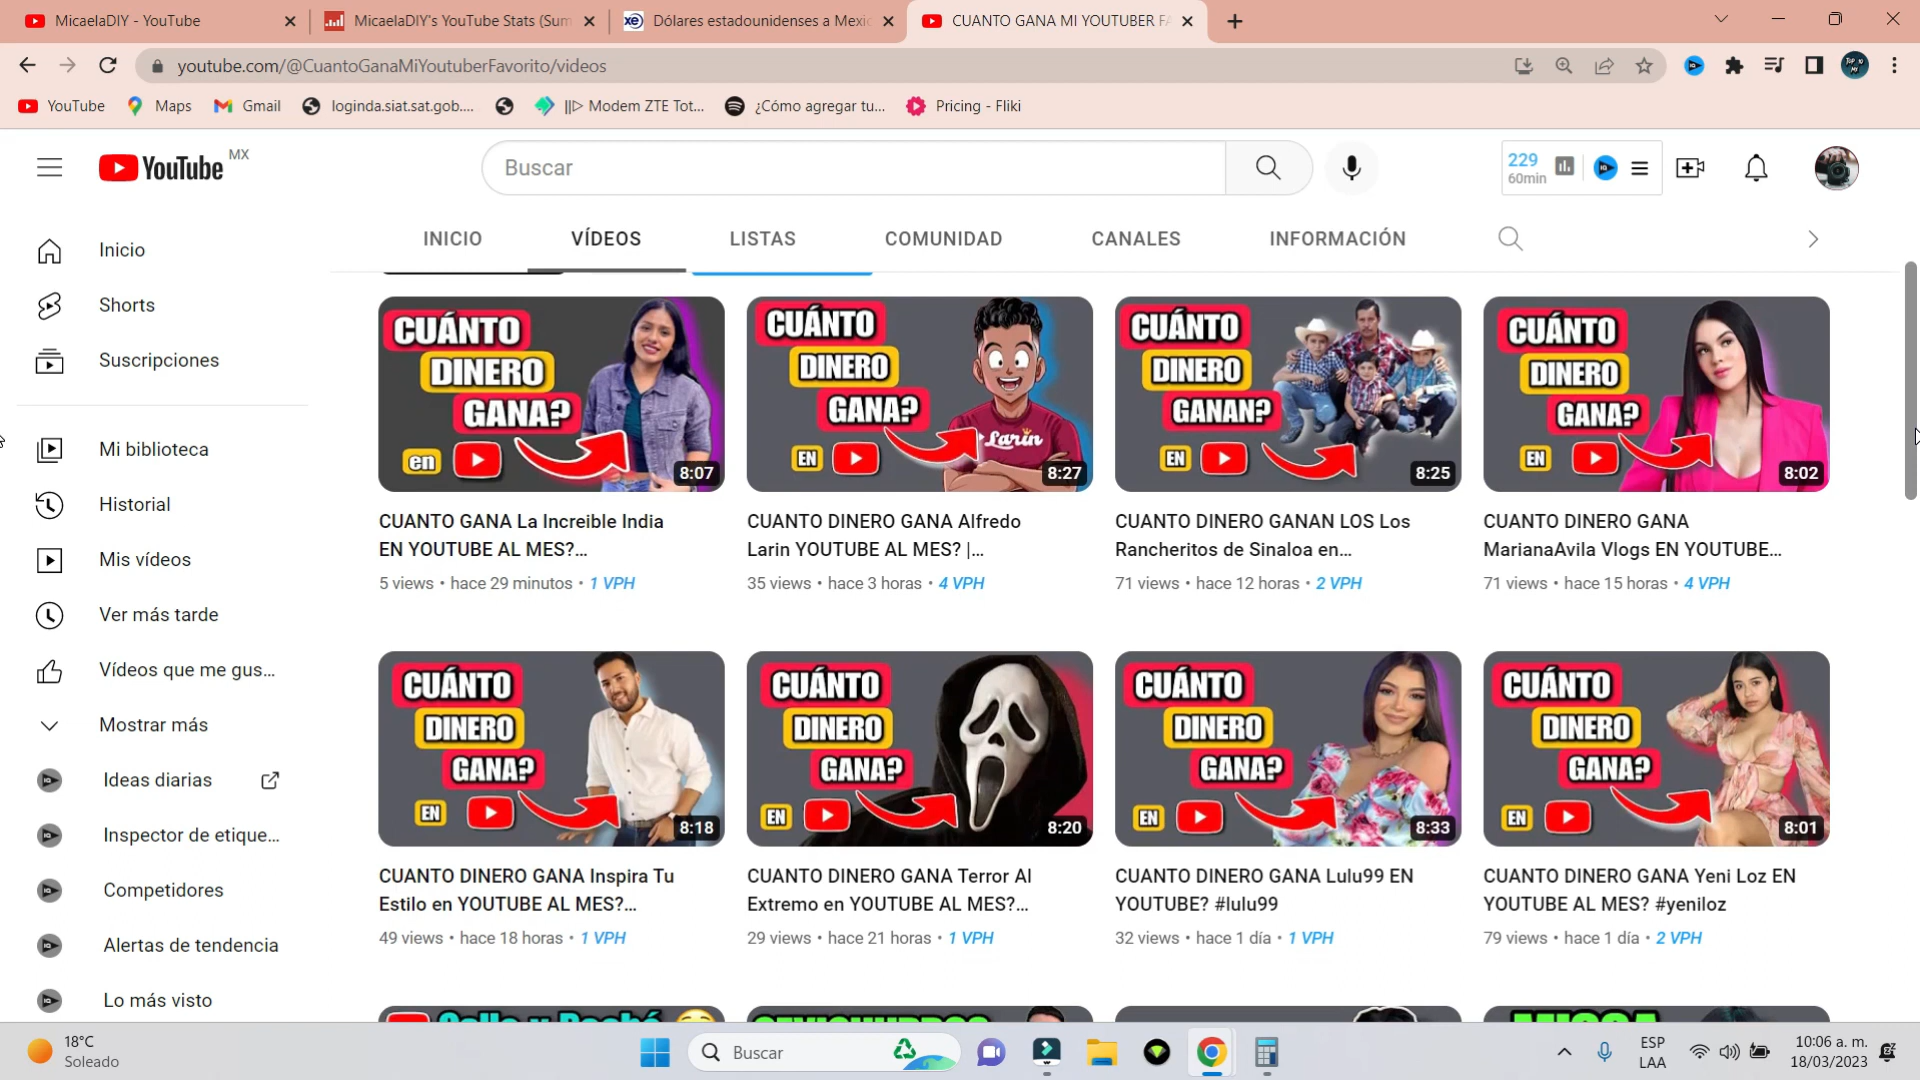 MicaelaDIY - YouTube
MicaelaDIY's YouTube Stats (Sum
Dólares estadounidenses a Mexic
CUANTO GANA MI YOUTUBER FA
youtube.com/@CuantoGanaMiYoutuberFavorito/videos
YouTube
Maps
Gmail
loginda.siat.sat.gob....
||▷ Modem ZTE Tot...
¿Cómo agregar tu...
Pricing - Fliki
YouTube MX
Buscar
229
60min
INICIO
VÍDEOS
LISTAS
COMUNIDAD
CANALES
INFORMACIÓN
Inicio
Shorts
Suscripciones
Mi biblioteca
Historial
Mis vídeos
Ver más tarde
Vídeos que me gus...
Mostrar más
Ideas diarias
Inspector de etique...
Competidores
Alertas de tendencia
Lo más visto
CUÁNTO
DINERO
GANA?
en
8:07
CUANTO GANA La Increible India
EN YOUTUBE AL MES?...
5 views • hace 29 minutos • 1 VPH
CUÁNTO
DINERO
GANA?
EN
Larin
8:27
CUANTO DINERO GANA Alfredo
Larin YOUTUBE AL MES? |...
35 views • hace 3 horas • 4 VPH
CUÁNTO
DINERO
GANAN?
EN
8:25
CUANTO DINERO GANAN LOS Los
Rancheritos de Sinaloa en...
71 views • hace 12 horas • 2 VPH
CUÁNTO
DINERO
GANA?
EN
8:02
CUANTO DINERO GANA
MarianaAvila Vlogs EN YOUTUBE...
71 views • hace 15 horas • 4 VPH
CUÁNTO
DINERO
GANA?
EN
8:18
CUANTO DINERO GANA Inspira Tu
Estilo en YOUTUBE AL MES?...
49 views • hace 18 horas • 1 VPH
CUÁNTO
DINERO
GANA?
EN
8:20
CUANTO DINERO GANA Terror Al
Extremo en YOUTUBE AL MES?...
29 views • hace 21 horas • 1 VPH
CUÁNTO
DINERO
GANA?
EN
8:33
CUANTO DINERO GANA Lulu99 EN
YOUTUBE? #lulu99
32 views • hace 1 día • 1 VPH
CUÁNTO
DINERO
GANA?
EN
8:01
CUANTO DINERO GANA Yeni Loz EN
YOUTUBE AL MES? #yeniloz
79 views • hace 1 día • 2 VPH
18°C
Soleado
Buscar
ESP
LAA
10:06 a. m.
18/03/2023